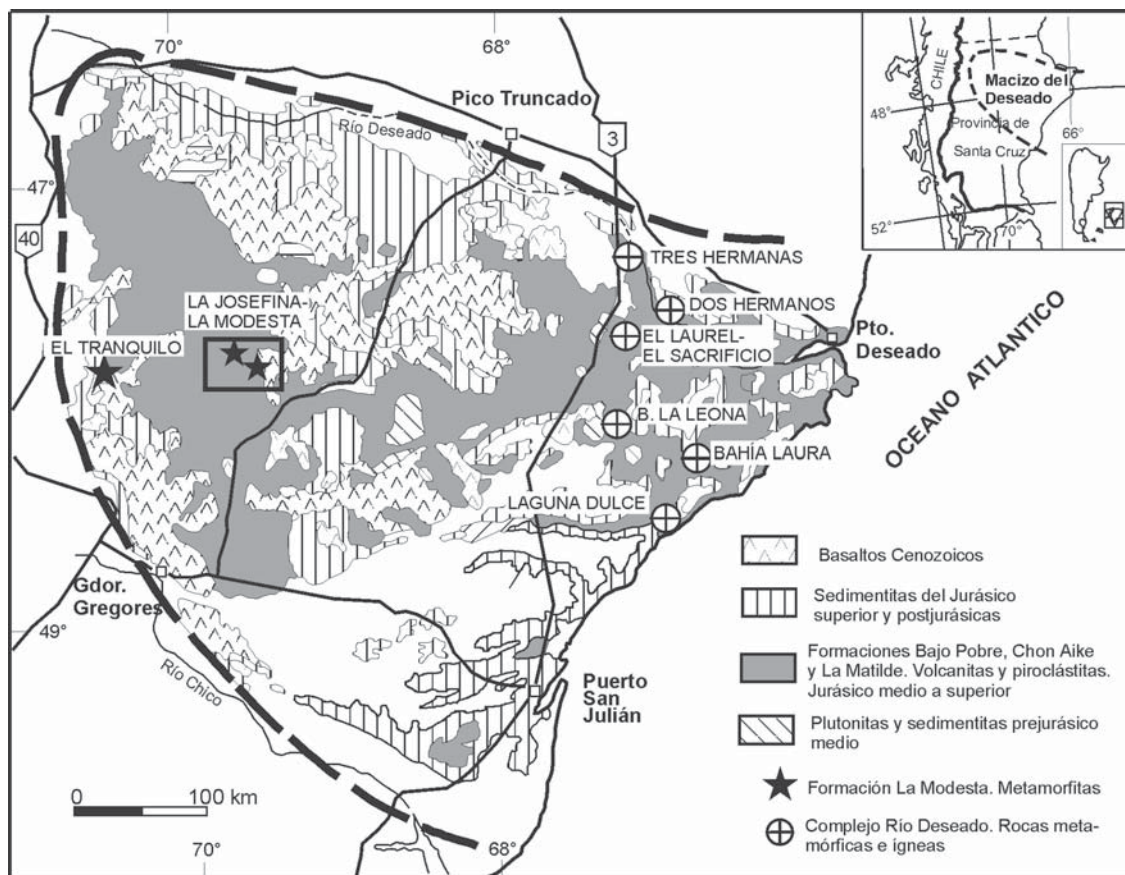 70°
68°
Pico Truncado
Río Deseado
3
47°
40
TRES HERMANAS
LA JOSEFINA-
LA MODESTA
DOS HERMANOS
EL TRANQUILO
EL LAUREL-
EL SACRIFICIO
Pto.
Deseado
B. LA LEONA
BAHÍA LAURA
LAGUNA DULCE
OCEANO ATLANTICO
Gdor.
Gregores
49°
Río Chico
Puerto
San
Julián
0
100 km
70°
68°
CHILE
Macizo del
Deseado
48°
Provincia de
66°
Santa Cruz
52°
70°
Basaltos Cenozoicos
Sedimentitas del Jurásico
superior y postjurásicas
Formaciones Bajo Pobre, Chon Aike
y La Matilde. Volcanitas y piroclástitas.
Jurásico medio a superior
Plutonitas y sedimentitas prejurásico
medio
Formación La Modesta. Metamorfitas
Complejo Río Deseado. Rocas meta-
mórficas e ígneas